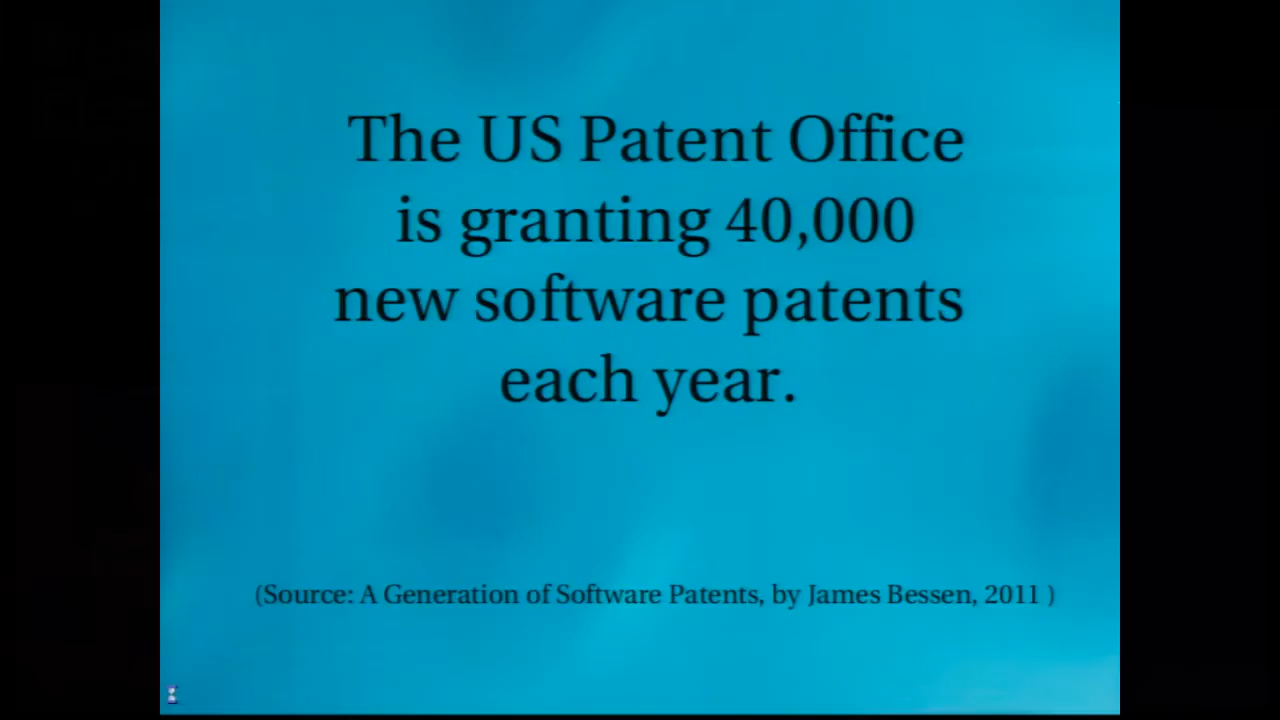 The US Patent Office
is granting 40,000
new software patents
each year.
(Source: A Generation of Software Patents, by James Bessen, 2011 )